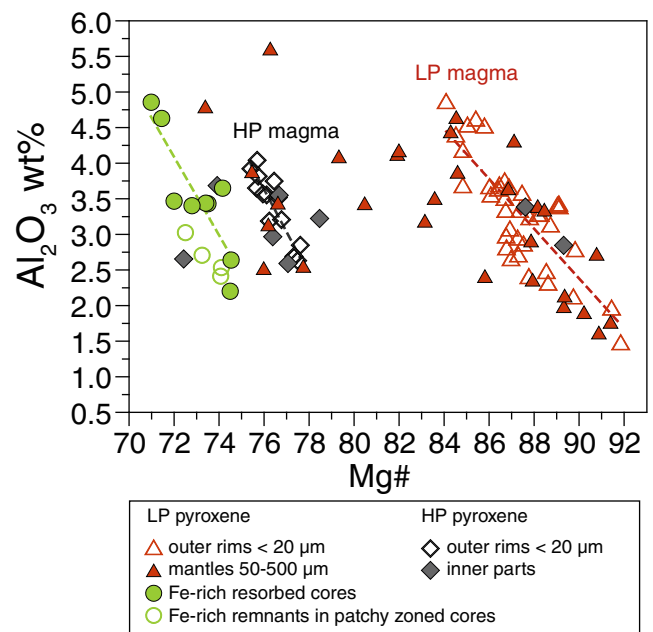 6.0
5.5
5.0
4.5
4.0
3.5
3.0
2.5
2.0
1.5
1.0
0.5
Al₂O₃ wt%
LP magma
HP magma
70 72 74 76 78 80 82 84 86 88 90 92
Mg#
LP pyroxene HP pyroxene
outer rims < 20 µm outer rims < 20 µm
mantles 50-500 µm inner parts
Fe-rich resorbed cores
Fe-rich remnants in patchy zoned cores